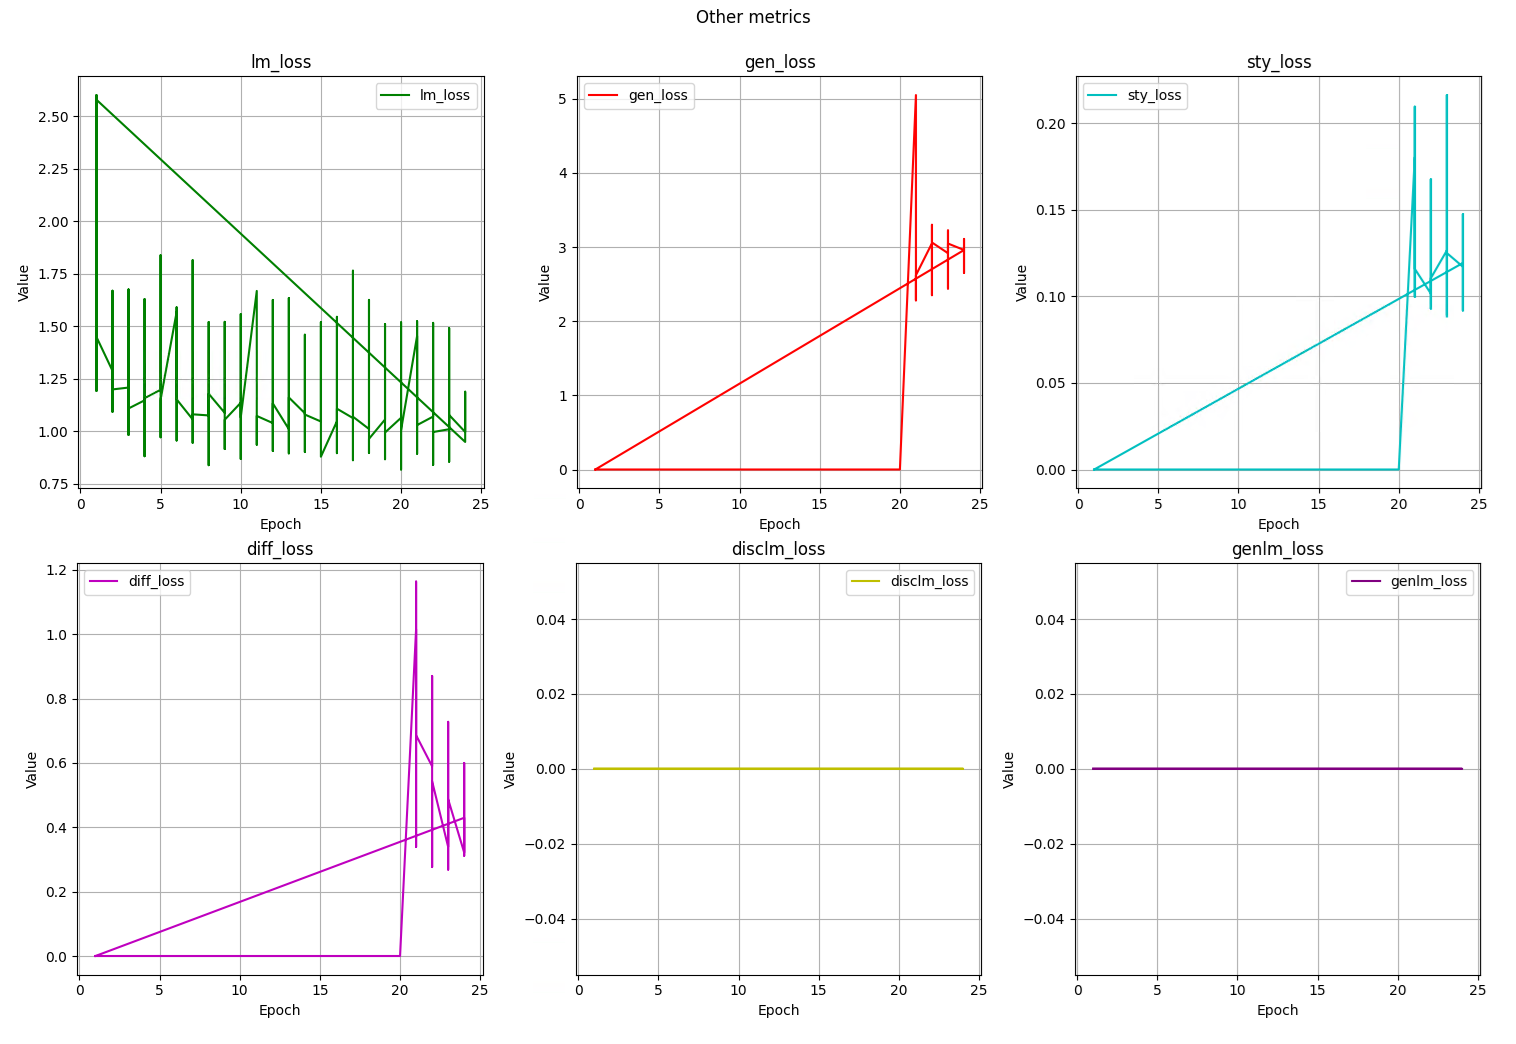 Other metrics
lm_loss
lm_loss
Value
2.50
2.25
2.00
1.75
1.50
1.25
1.00
0.75
0 5 10 15 20 25
Epoch
gen_loss
gen_loss
Value
5
4
3
2
1
0
0 5 10 15 20 25
Epoch
sty_loss
sty_loss
Value
0.20
0.15
0.10
0.05
0.00
0 5 10 15 20 25
Epoch
diff_loss
diff_loss
Value
1.2
1.0
0.8
0.6
0.4
0.2
0.0
0 5 10 15 20 25
Epoch
disclm_loss
disclm_loss
Value
0.04
0.02
0.00
−0.02
−0.04
0 5 10 15 20 25
Epoch
genlm_loss
genlm_loss
Value
0.04
0.02
0.00
−0.02
−0.04
0 5 10 15 20 25
Epoch